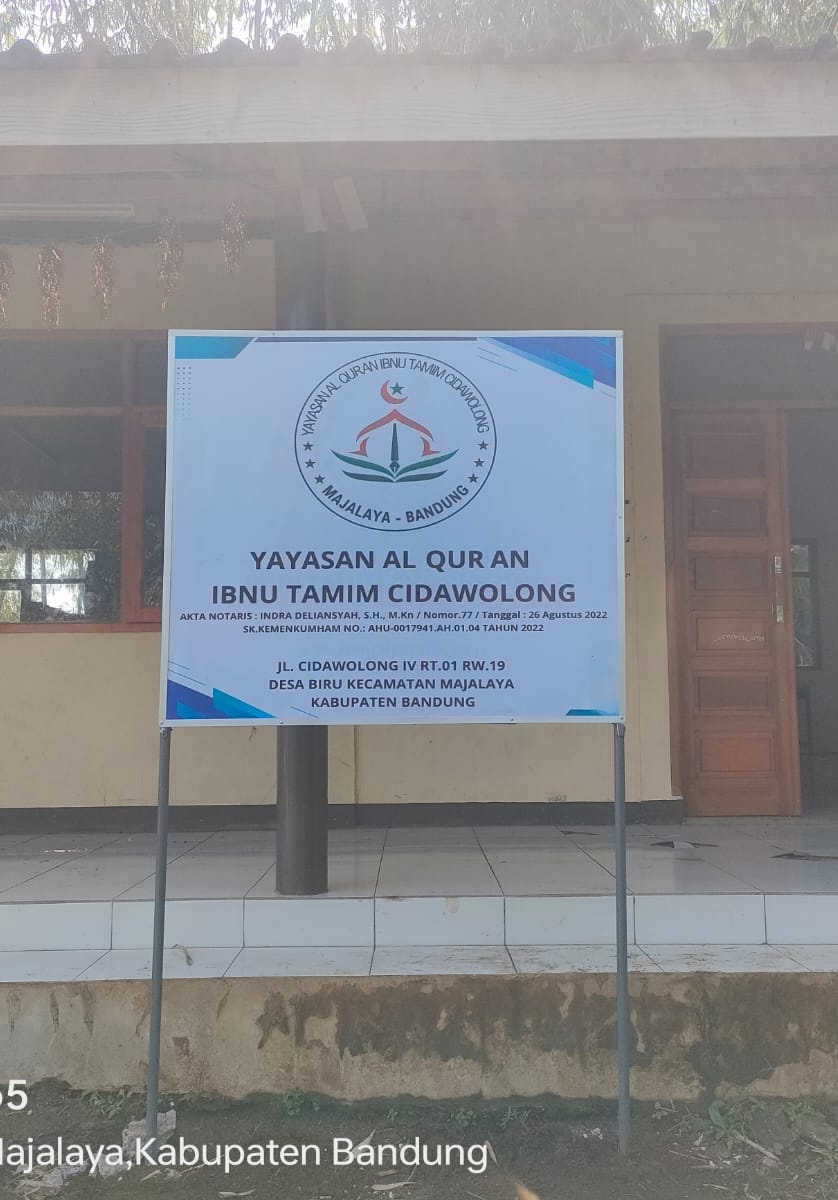 YAYASAN AL QURAN IBNU TAMIM CIDAWOLONG
MAJALAYA - BANDUNG
YAYASAN AL QUR AN
IBNU TAMIM CIDAWOLONG
AKTA NOTARIS : INDRA DELIANSYAH, S.H., M.Kn / Nomor.77 / Tanggal : 26 Agustus 2022
SK.KEMENKUMHAM NO.: AHU-0017941.AH.01.04 TAHUN 2022
JL. CIDAWOLONG IV RT.01 RW.19
DESA BIRU KECAMATAN MAJALAYA
KABUPATEN BANDUNG
Majalaya,Kabupaten Bandung